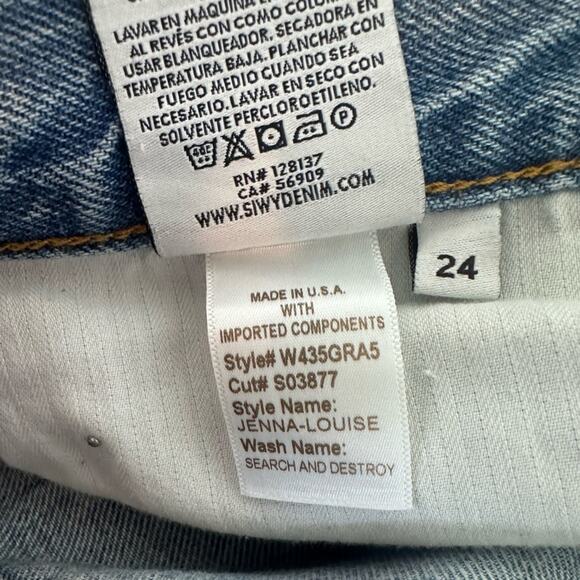 LAVAR EN MAQUINA
AL REVÉS CON COMO COLOR
USAR BLANQUEADOR. SECADORA EN
TEMPERATURA BAJA. PLANCHAR CON
FUEGO MEDIO CUANDO SEA
NECESARIO. LAVAR EN SECO CON
SOLVENTE PERCLOROETILENO.
RN# 128137
CA# 56909
WWW.SIWYDENIM.COM
24
MADE IN U.S.A.
WITH
IMPORTED COMPONENTS
Style# W435GRA5
Cut# S03877
Style Name:
JENNA-LOUISE
Wash Name:
SEARCH AND DESTROY